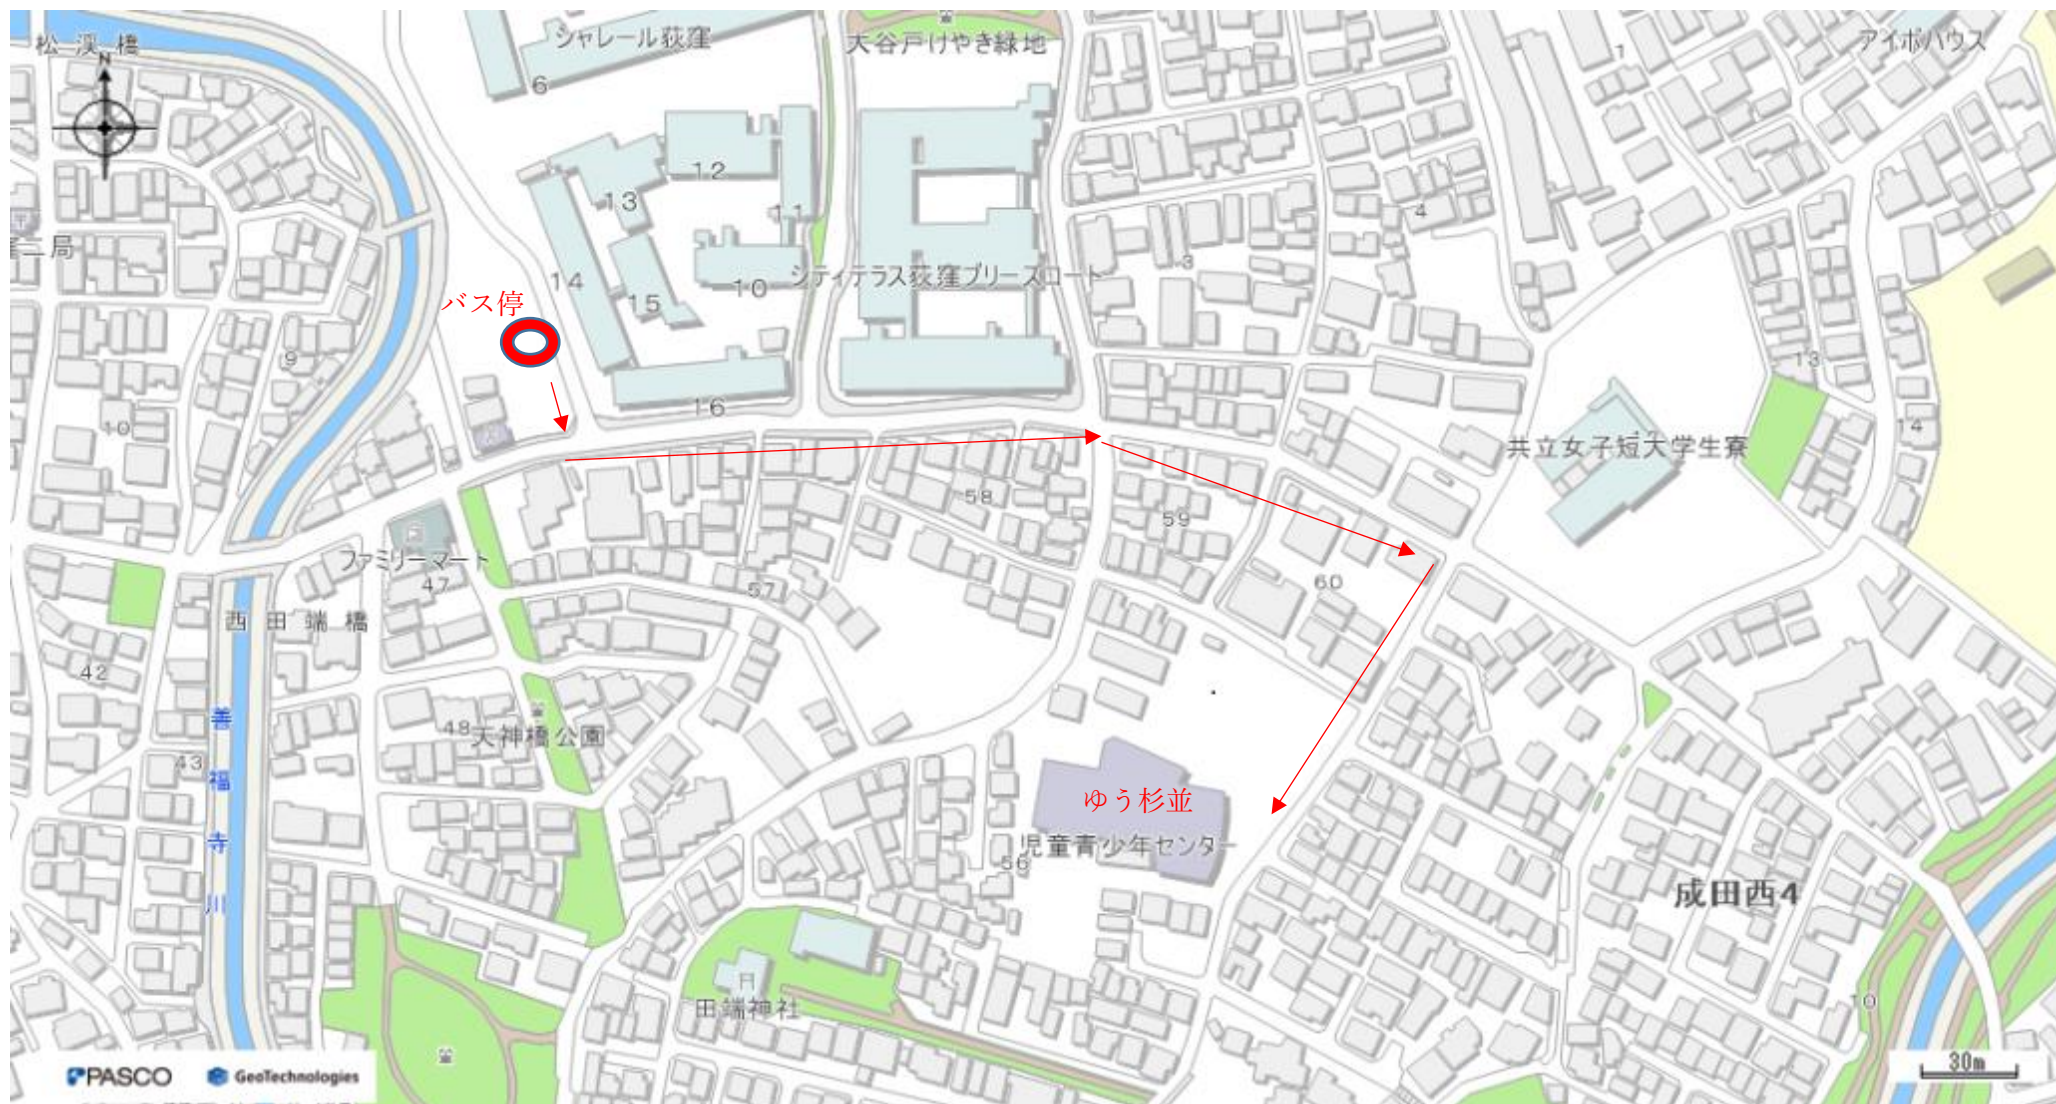 松渓橋
N
シャレール荻窪
大谷戸けやき緑地
アイボハウス
1
6
12
13
11
4
3
窪二局
14
15
10
シティテラス荻窪ブリーズコート
バス停
9
13
16
10
14
共立女子短大学生寮
58
59
ファミリーマート
47
57
60
西田端橋
42
48
天神橋公園
43
善福寺川
ゆう杉並
児童青少年センター
56
成田西4
田端神社
10
PASCO
GeoTechnologies
30m